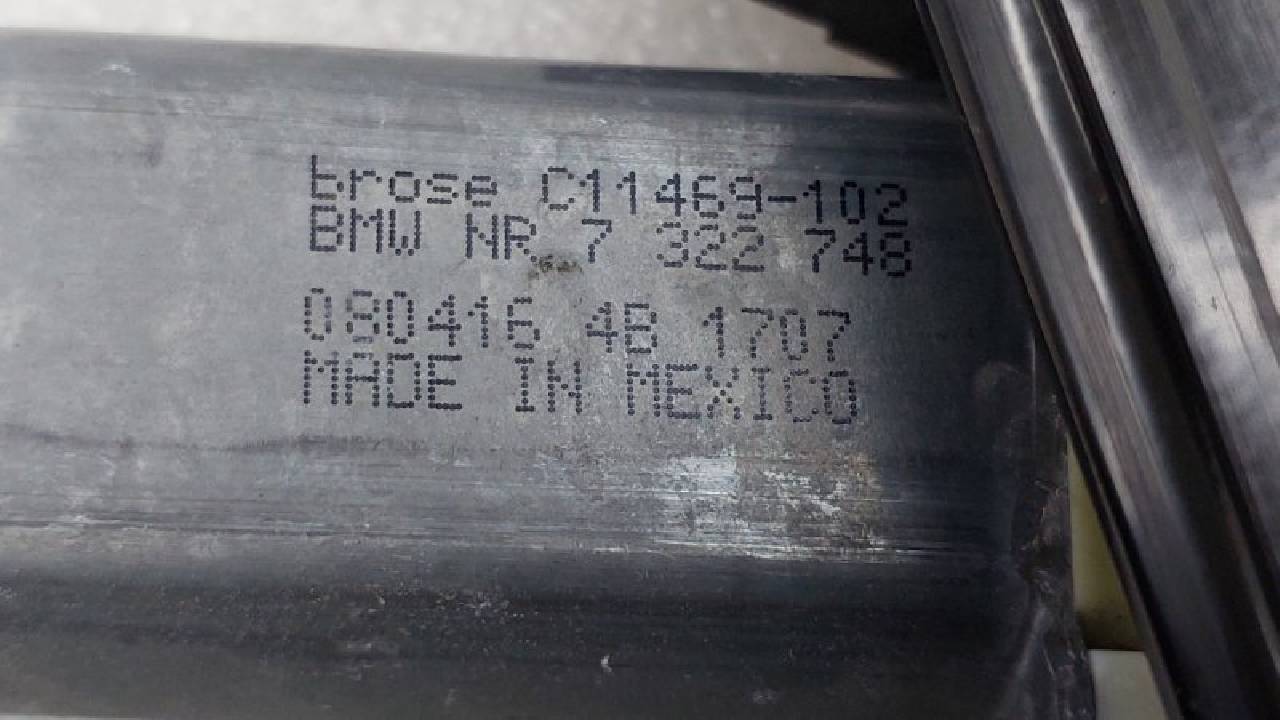 brose C11469-102
BMW NR 7 322 748
080416 4B 1707
MADE IN MEXICO